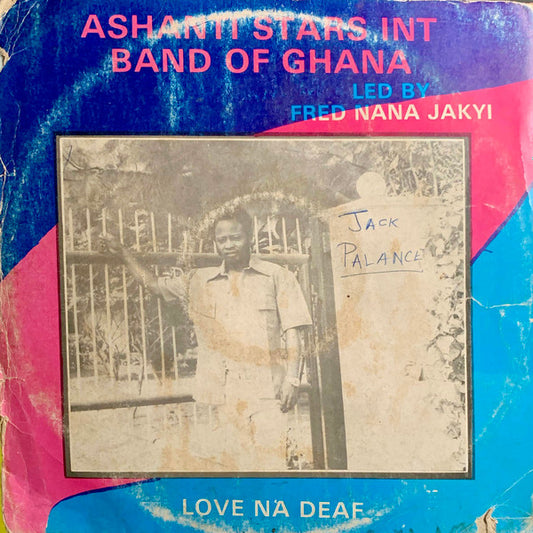 ASHANTI STARS INT
BAND OF GHANA
LED BY
FRED NANA JAKYI
JACK
PALANCE
LOVE NA DEAF